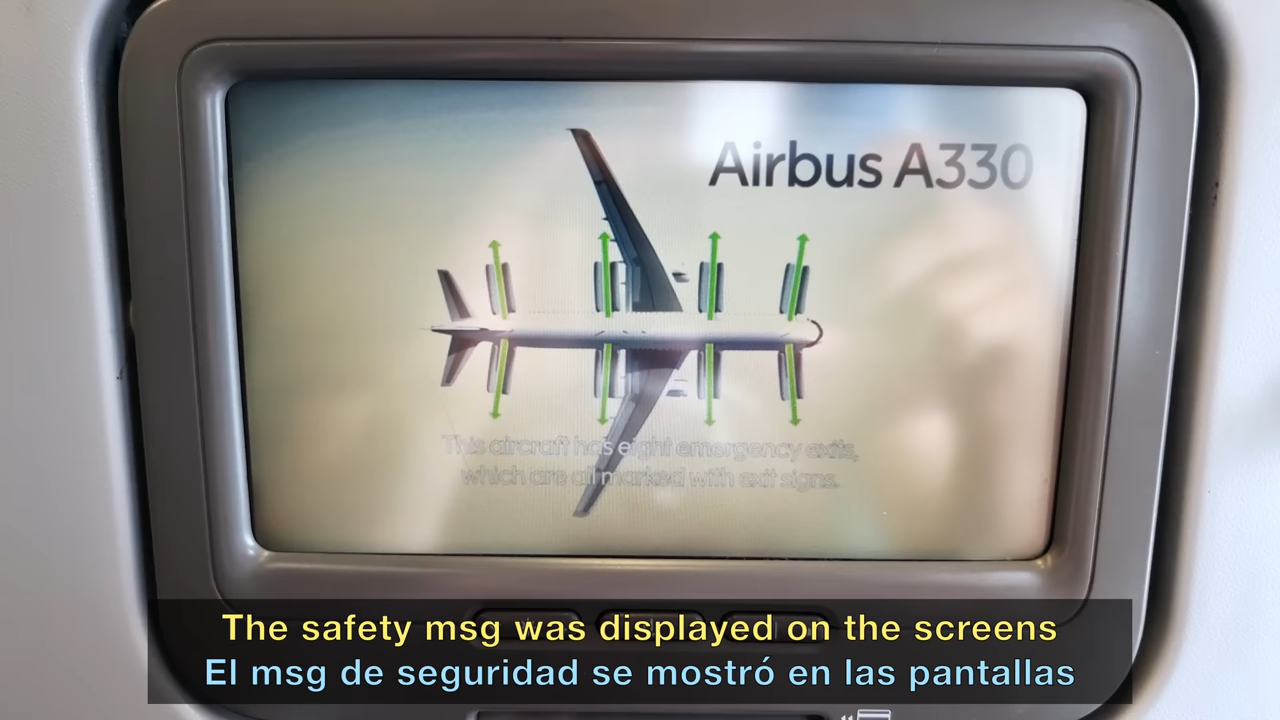 Airbus A330
This aircraft has eight emergency exits,
which are all marked with exit signs.
The safety msg was displayed on the screens
El msg de seguridad se mostró en las pantallas